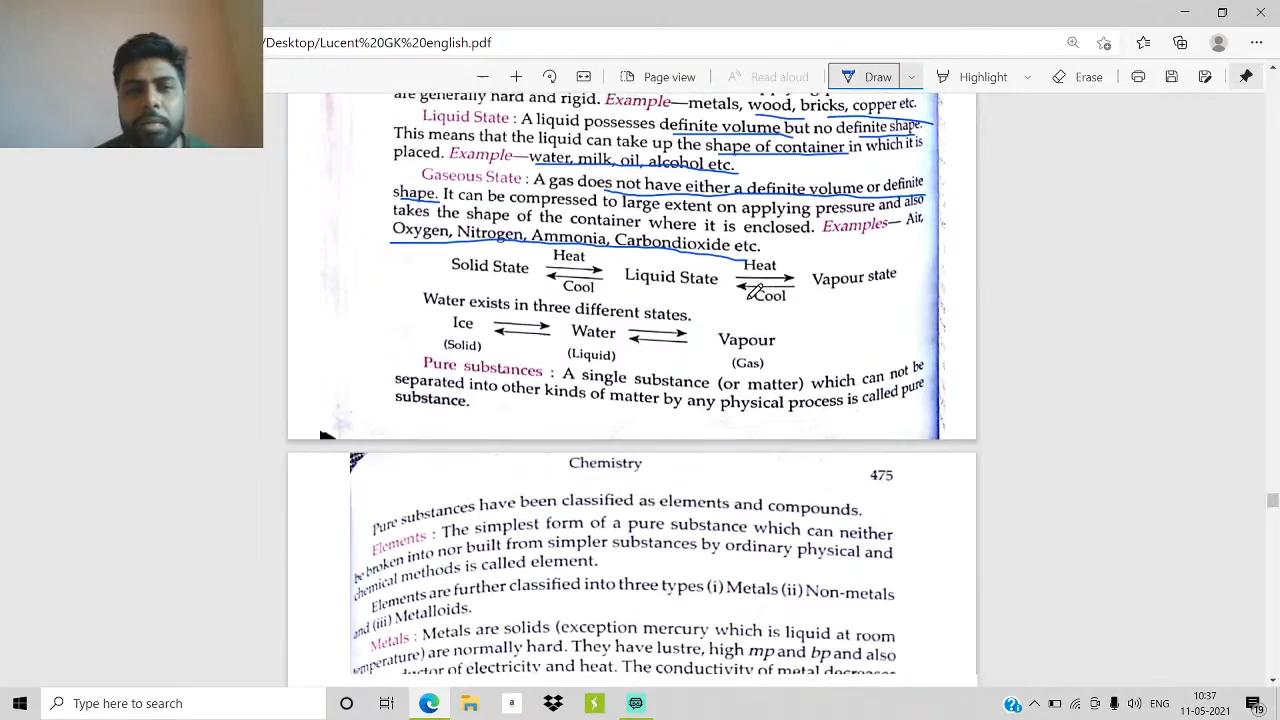 /Desktop/Lucent%20GK%20english.pdf
Page view
Read aloud
Draw
Highlight
Erase
are generally hard and rigid. Example—metals, wood, bricks, copper etc.
Liquid State : A liquid possesses definite volume but no definite shape.
This means that the liquid can take up the shape of container in which it is
placed. Example—water, milk, oil, alcohol etc.
Gaseous State : A gas does not have either a definite volume or definite
shape. It can be compressed to large extent on applying pressure and also
takes the shape of the container where it is enclosed. Examples— Air,
Oxygen, Nitrogen, Ammonia, Carbondioxide etc.
Heat Heat
Solid State Liquid State Vapour state
Cool Cool
Water exists in three different states.
Ice Water Vapour
(Solid) (Liquid) (Gas)
Pure substances : A single substance (or matter) which can not be
separated into other kinds of matter by any physical process is called pure
substance.
Chemistry 475
Pure substances have been classified as elements and compounds.
Elements : The simplest form of a pure substance which can neither
be broken into nor built from simpler substances by ordinary physical and
chemical methods is called element.
Elements are further classified into three types (i) Metals (ii) Non-metals
and (iii) Metalloids.
Metals : Metals are solids (exception mercury which is liquid at room
temperature) are normally hard. They have lustre, high mp and bp and also
ductor of electricity and heat. The conductivity of metal decreases
Type here to search
a
ENG
10:37
11-05-2021
19